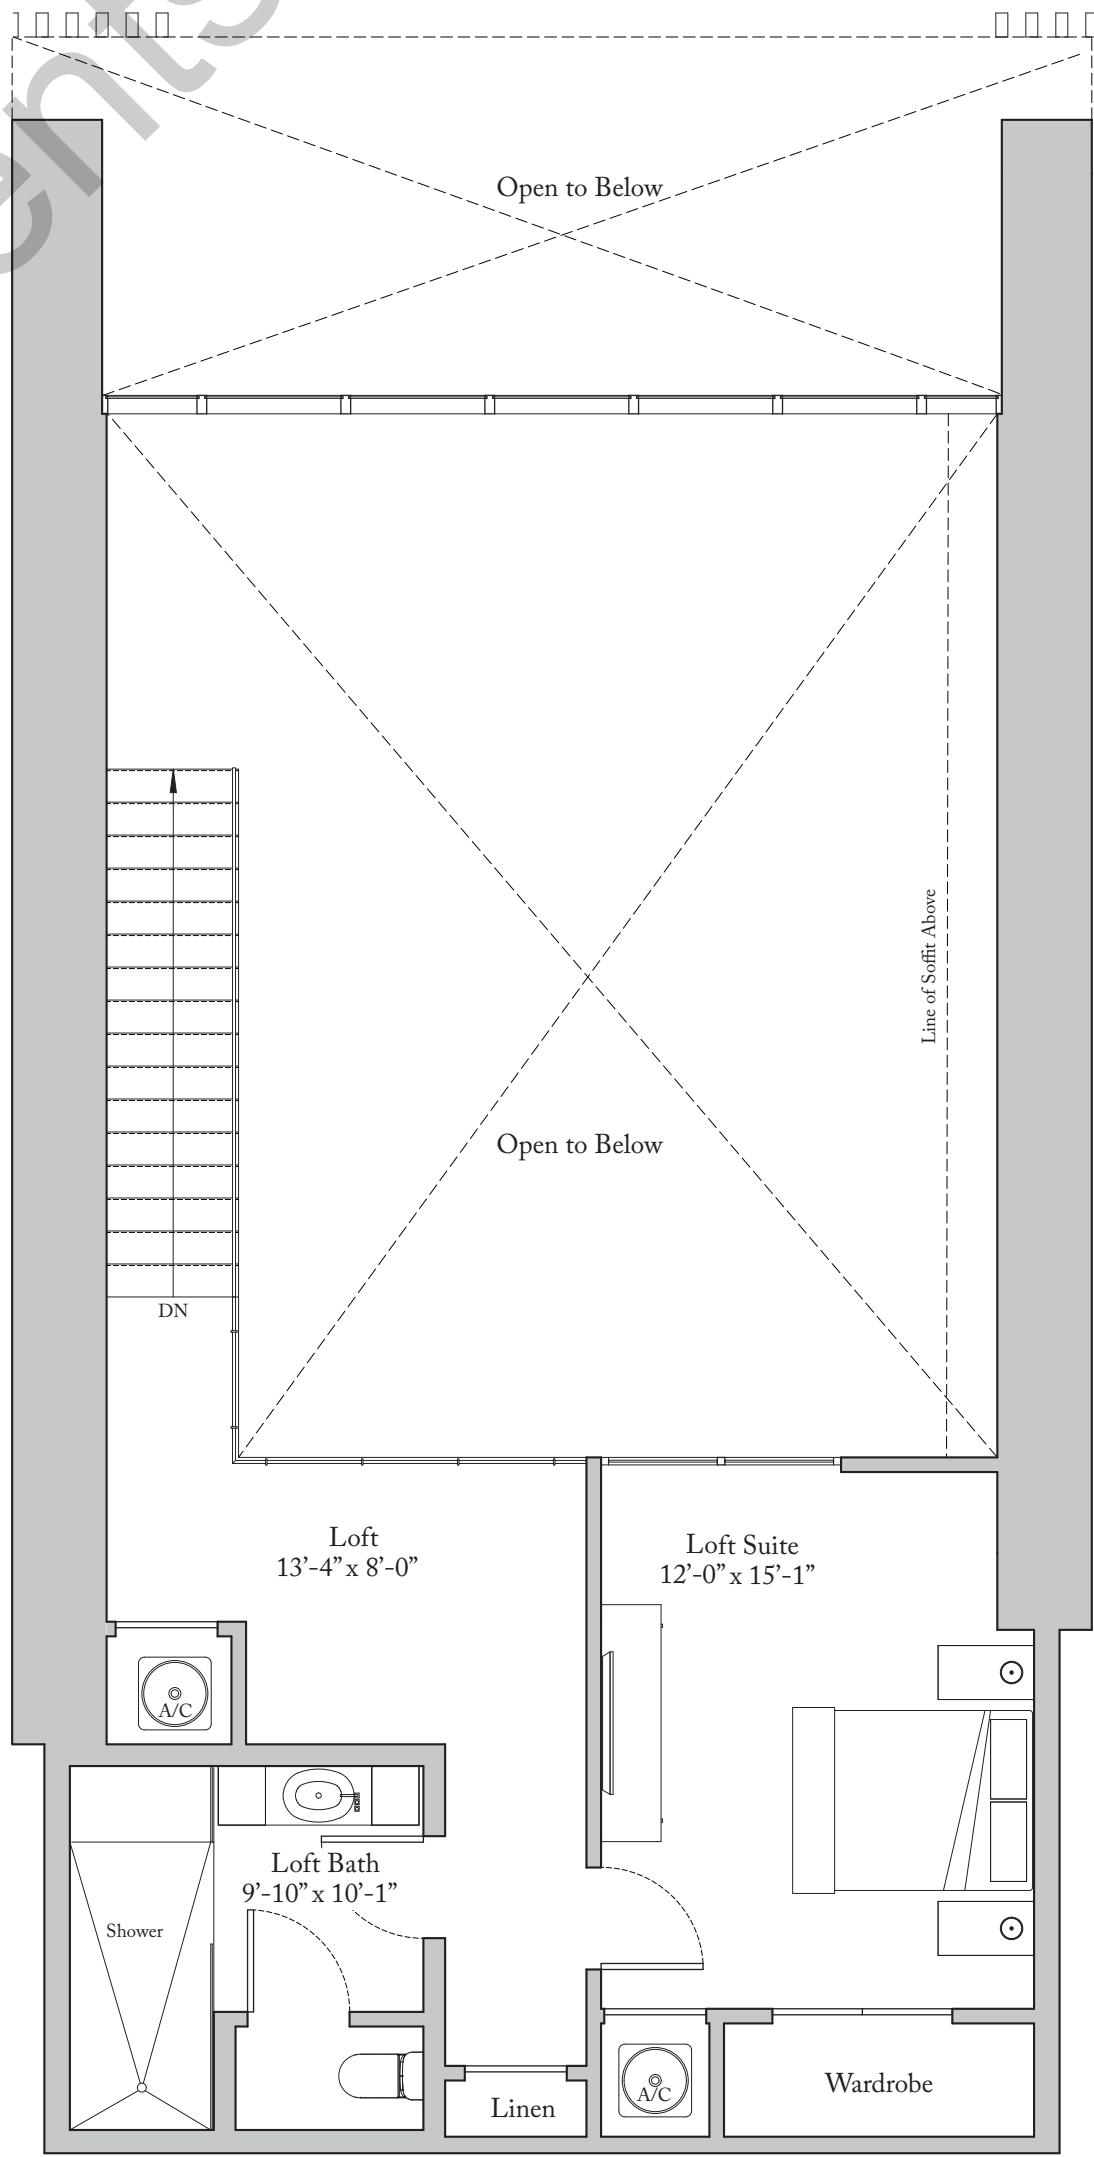 Open to Below
Line of Soffit Above
Open to Below
DN
Loft
13’-4” x 8’-0”
Loft Suite
12’-0” x 15’-1”
A/C
Loft Bath
9’-10” x 10’-1”
Shower
A/C
Wardrobe
Linen